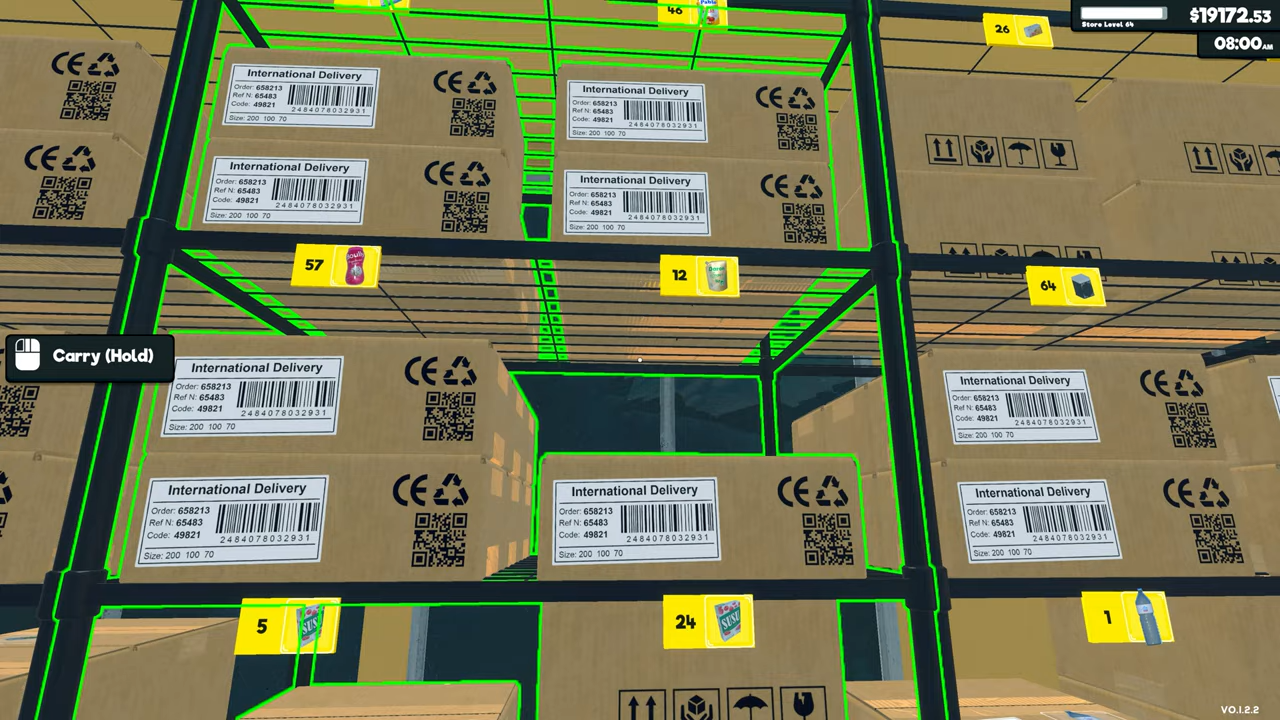 46
26
Store Level 64
$19172.53
08:00AM
International Delivery
Order: 658213
Ref N: 65483
Code: 49821
2484078032931
Size: 200 100 70
International Delivery
Order: 658213
Ref N: 65483
Code: 49821
2484078032931
Size: 200 100 70
International Delivery
Order: 658213
Ref N: 65483
Code: 49821
2484078032931
Size: 200 100 70
International Delivery
Order: 658213
Ref N: 65483
Code: 49821
2484078032931
Size: 200 100 70
57
12
64
Carry (Hold)
International Delivery
Order: 658213
Ref N: 65483
Code: 49821
2484078032931
Size: 200 100 70
International Delivery
Order: 658213
Ref N: 65483
Code: 49821
2484078032931
Size: 200 100 70
International Delivery
Order: 658213
Ref N: 65483
Code: 49821
2484078032931
Size: 200 100 70
International Delivery
Order: 658213
Ref N: 65483
Code: 49821
2484078032931
Size: 200 100 70
International Delivery
Order: 658213
Ref N: 65483
Code: 49821
2484078032931
Size: 200 100 70
5
SUSU
24
SUSU
1
V0.1.2.2